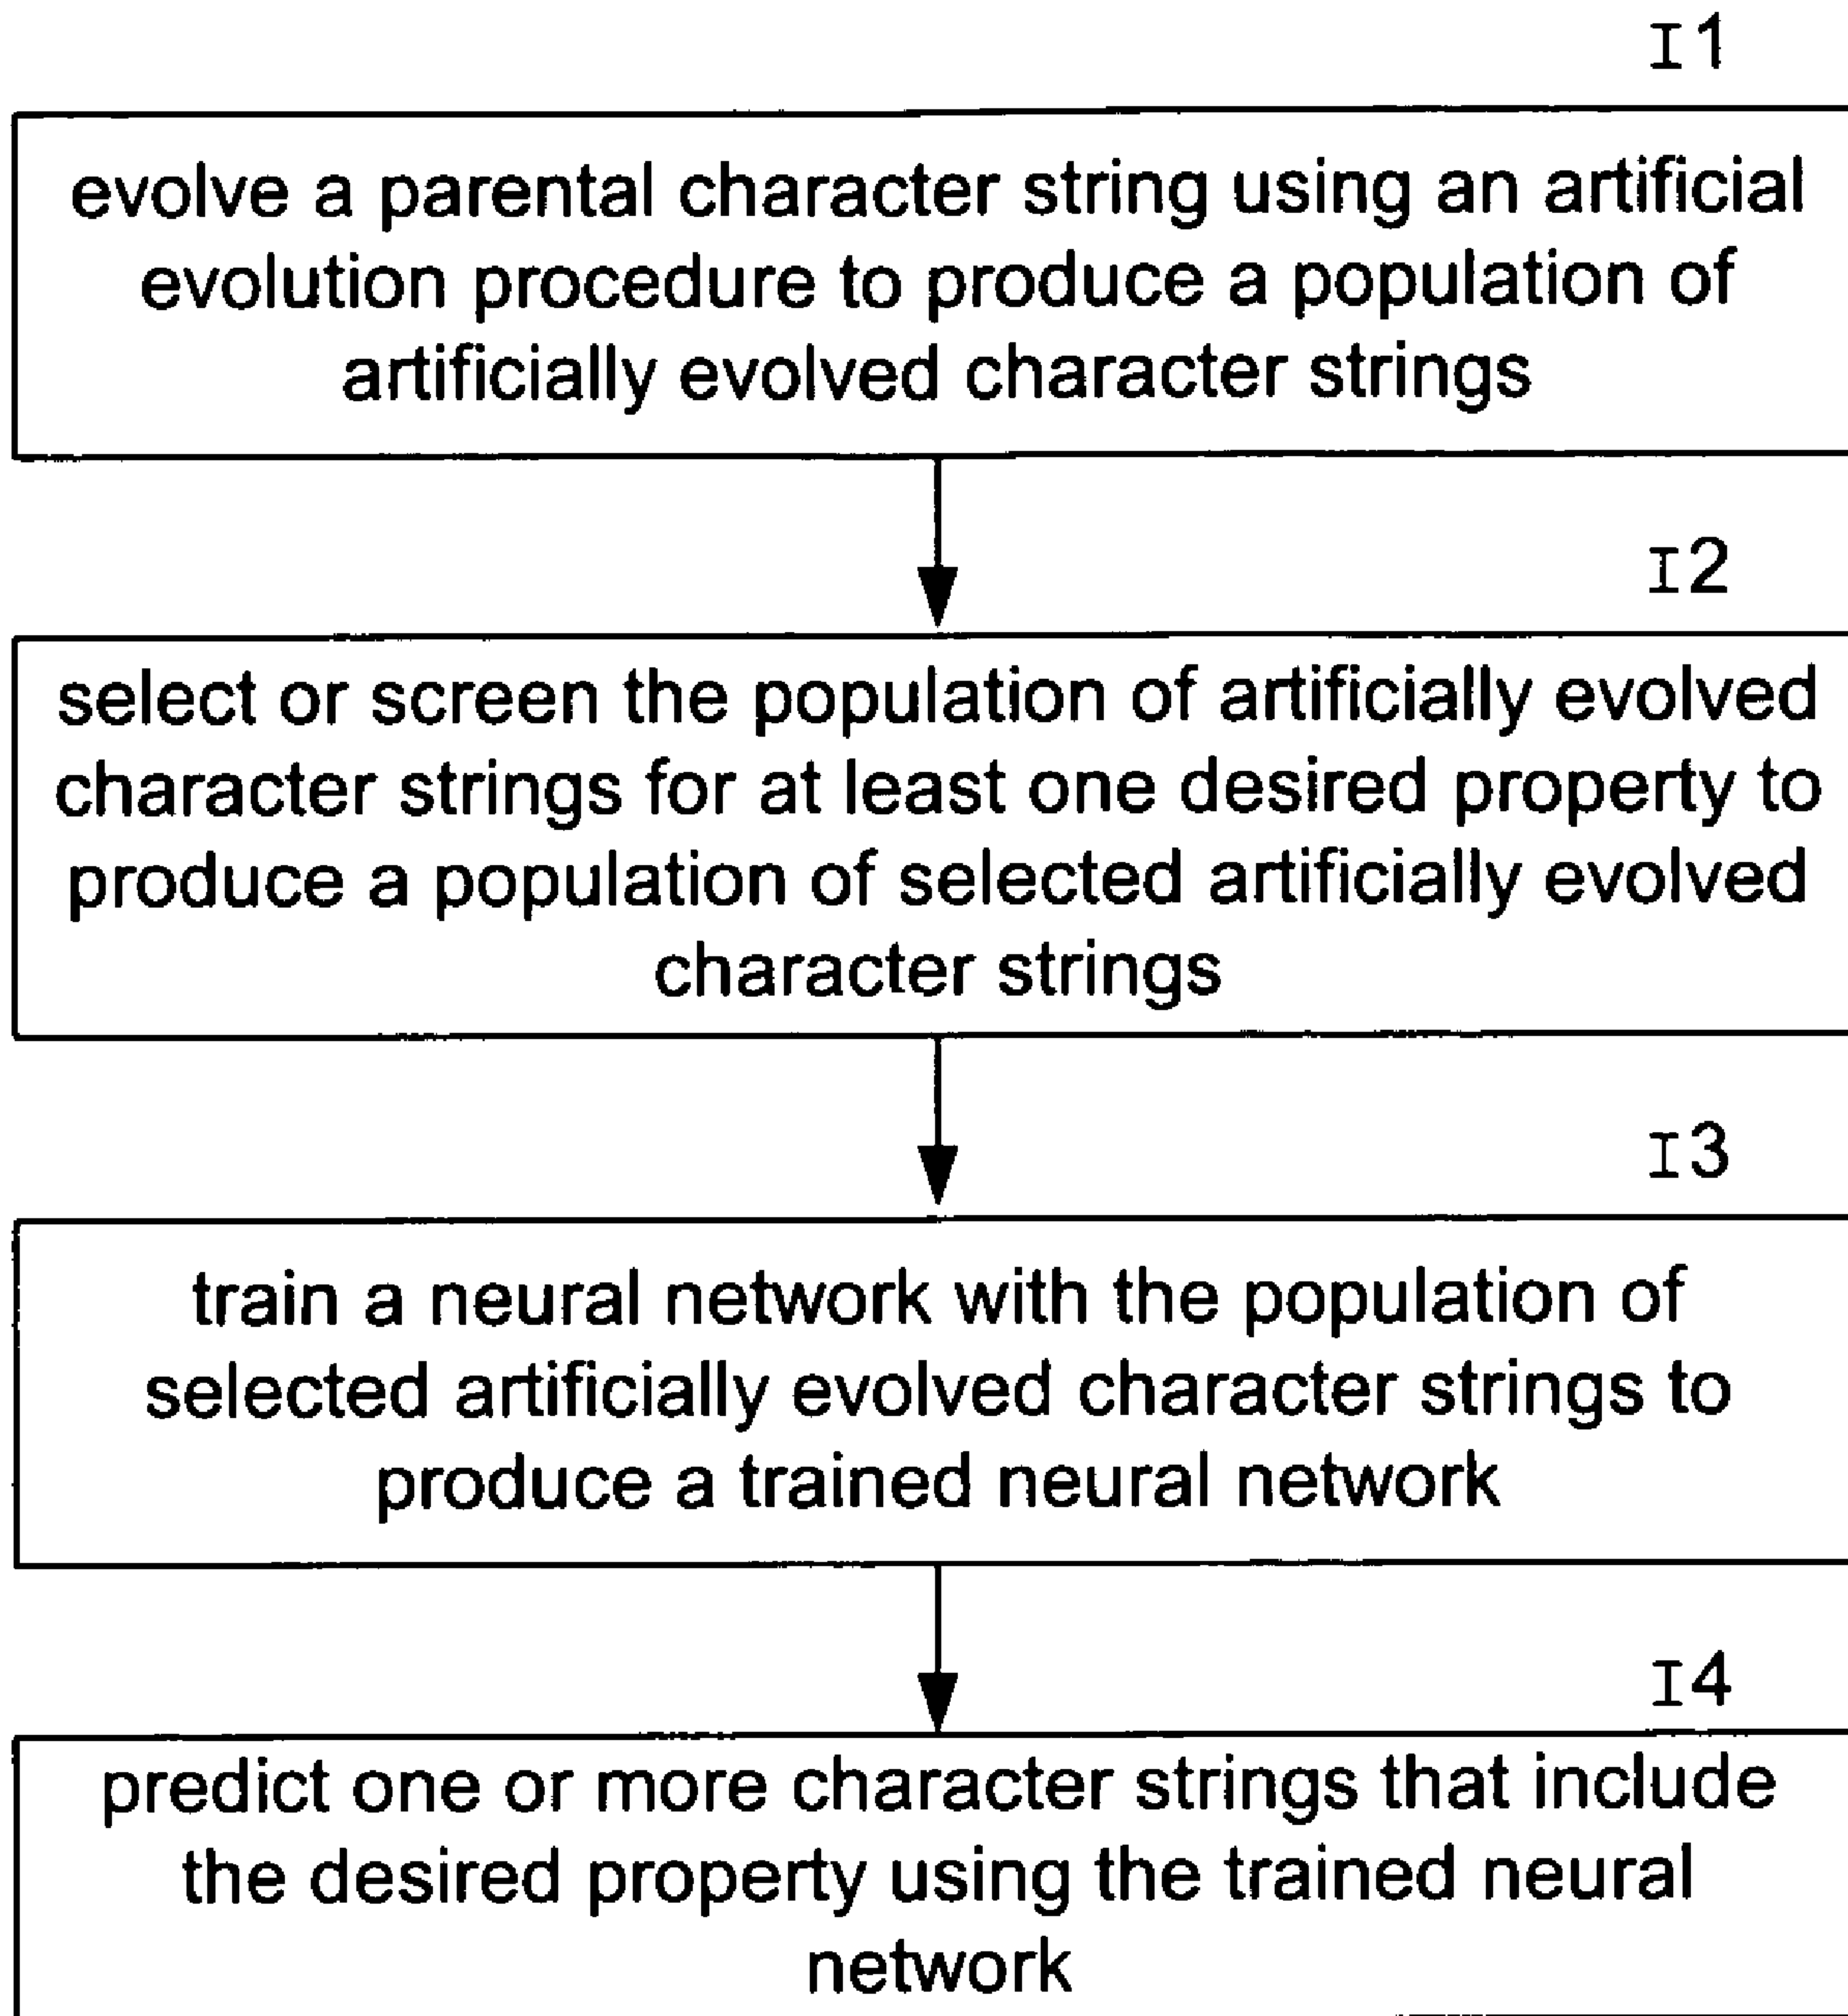 I1
evolve a parental character string using an artificial
evolution procedure to produce a population of
artificially evolved character strings
I2
select or screen the population of artificially evolved
character strings for at least one desired property to
produce a population of selected artificially evolved
character strings
I3
train a neural network with the population of
selected artificially evolved character strings to
produce a trained neural network
I4
predict one or more character strings that include
the desired property using the trained neural
network